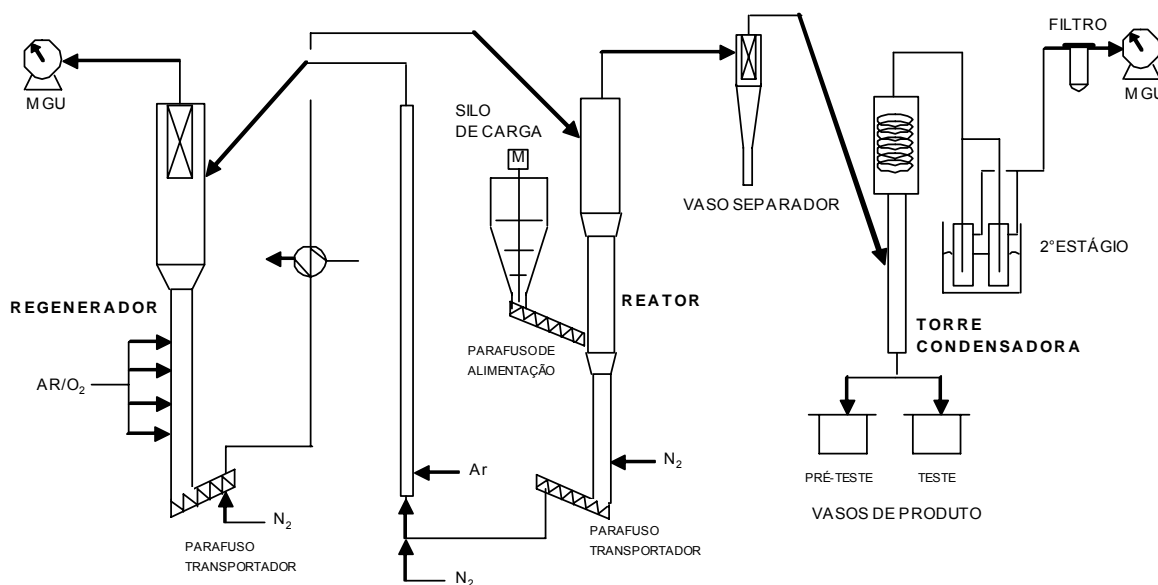 MGU
REGENERADOR
AR/O₂
N₂
PARAFUSO
TRANSPORTADOR
Ar
N₂
SILO
DE CARGA
M
PARAFUSO DE
ALIMENTAÇÃO
REATOR
N₂
PARAFUSO
TRANSPORTADOR
VASO SEPARADOR
TORRE
CONDENSADORA
PRÉ-TESTE
TESTE
VASOS DE PRODUTO
2°ESTÁGIO
FILTRO
MGU